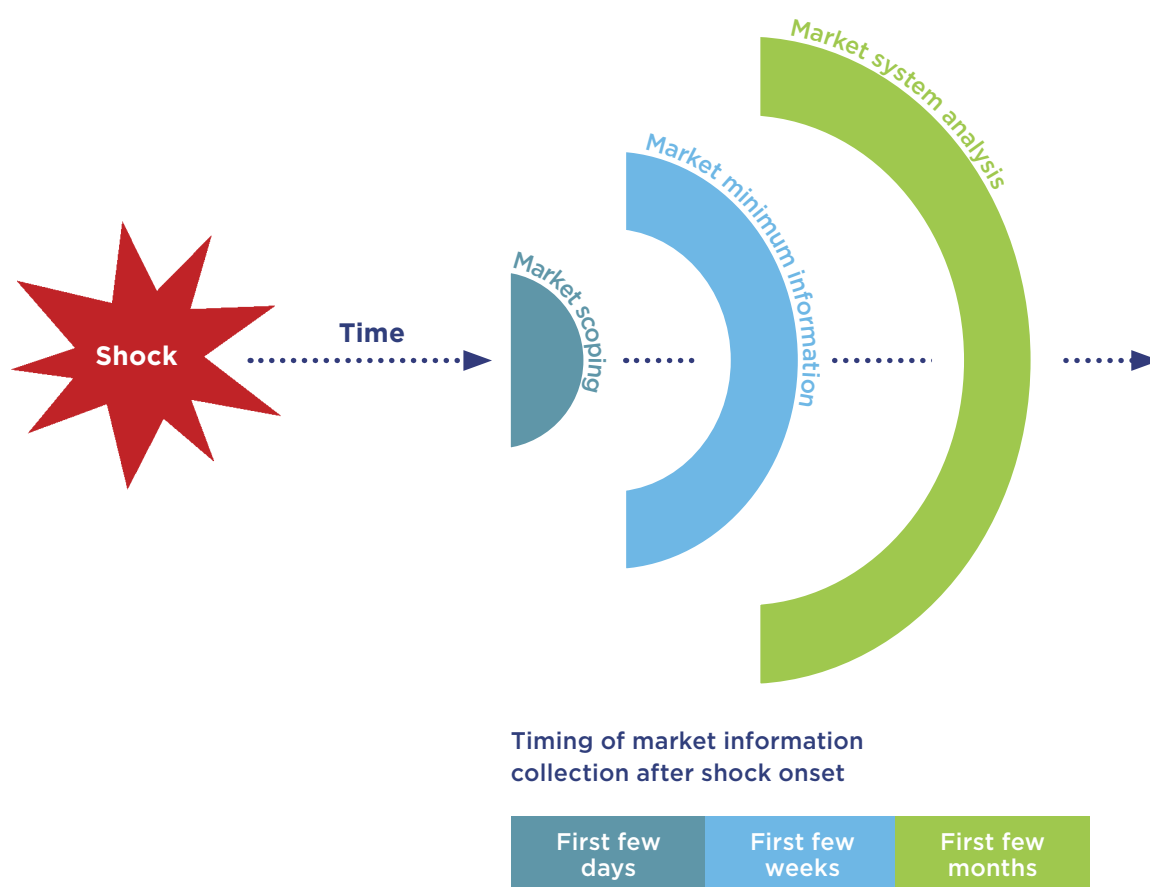 Market system analysis
Market minimum information
Market scoping
Time
Shock
Timing of market information
collection after shock onset
First few
days
First few
weeks
First few
months